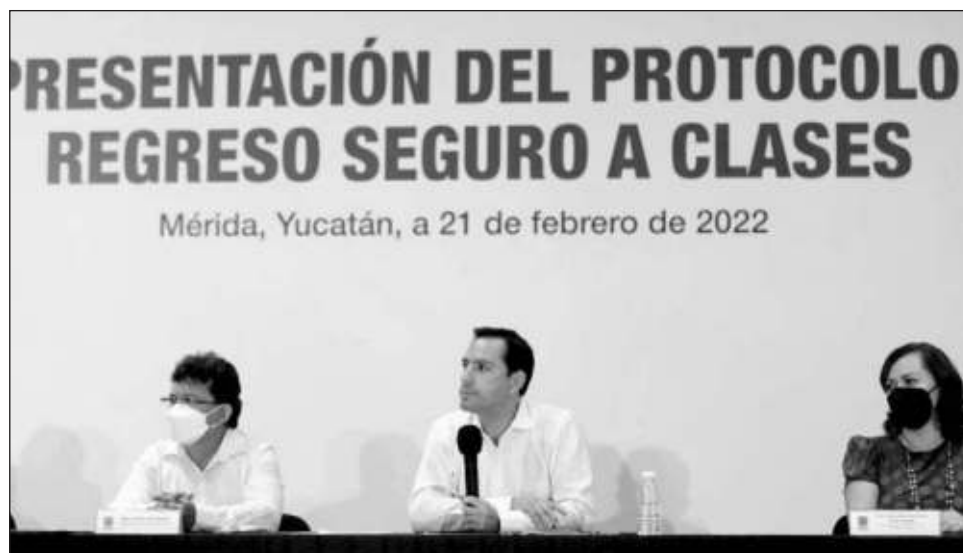 PRESENTACIÓN DEL PROTOCOLO
REGRESO SEGURO A CLASES
Mérida, Yucatán, a 21 de febrero de 2022